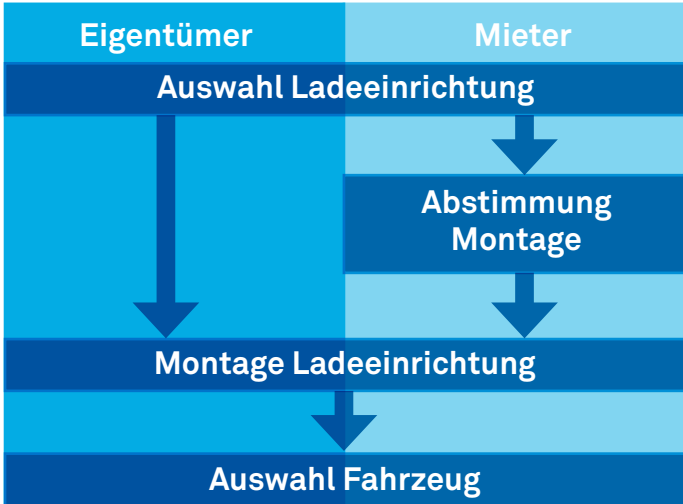 Eigentümer
Mieter
Auswahl Ladeeinrichtung
Abstimmung
Montage
Montage Ladeeinrichtung
Auswahl Fahrzeug